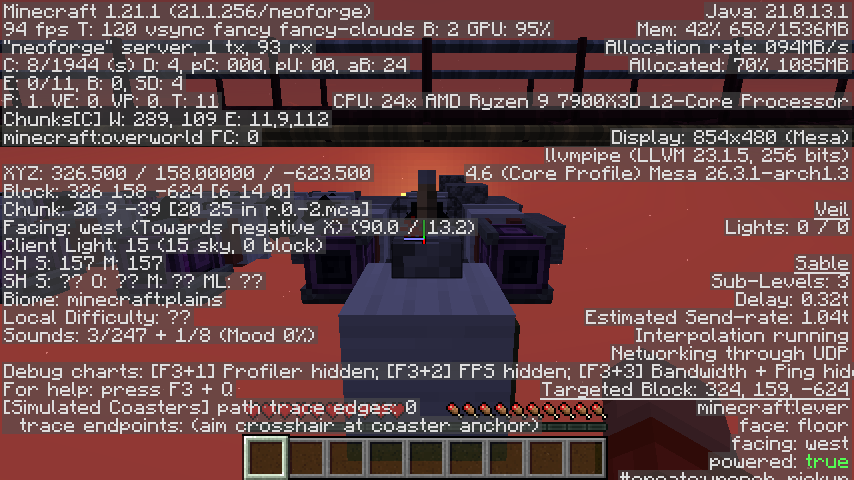 Minecraft 1.21.1 (21.1.256/neoforge)
94 fps T: 120 vsync fancy fancy-clouds B: 2 GPU: 95%
"neoforge" server, 1 tx, 93 rx
C: 8/1944 (s) D: 4, pC: 000, pU: 00, aB: 24
E: 0/11, B: 0, SD: 4
P: 1, VE: 0, VP: 0, T: 11
Chunks[C] W: 289, 109 E: 11,9,112
minecraft:overworld FC: 0
XYZ: 326.500 / 158.00000 / -623.500
Block: 326 158 -624 [6 14 0]
Chunk: 20 9 -39 [20 25 in r.0.-2.mca]
Facing: west (Towards negative X) (90.0 / 13.2)
Client Light: 15 (15 sky, 0 block)
CH S: 157 M: 157
SH S: ?? O: ?? M: ?? ML: ??
Biome: minecraft:plains
Local Difficulty: ??
Sounds: 3/247 + 1/8 (Mood 0%)
Debug charts: [F3+1] Profiler hidden; [F3+2] FPS hidden; [F3+3] Bandwidth + Ping hid
For help: press F3 + Q
[Simulated Coasters] path trace edges: 0
trace endpoints: (aim crosshair at coaster anchor)
Java: 21.0.13.1
Mem: 42% 658/1536MB
Allocation rate: 094MB/s
Allocated: 70% 1085MB
CPU: 24x AMD Ryzen 9 7900X3D 12-Core Processor
Display: 854x480 (Mesa)
llvmpipe (LLVM 23.1.5, 256 bits)
4.6 (Core Profile) Mesa 26.3.1-arch1.3
Veil
Lights: 0 / 0
Sable
Sub-Levels: 3
Delay: 0.32t
Estimated Send-rate: 1.04t
Interpolation running
Networking through UDP
Targeted Block: 324, 159, -624
minecraft:lever
face: floor
facing: west
powered: true